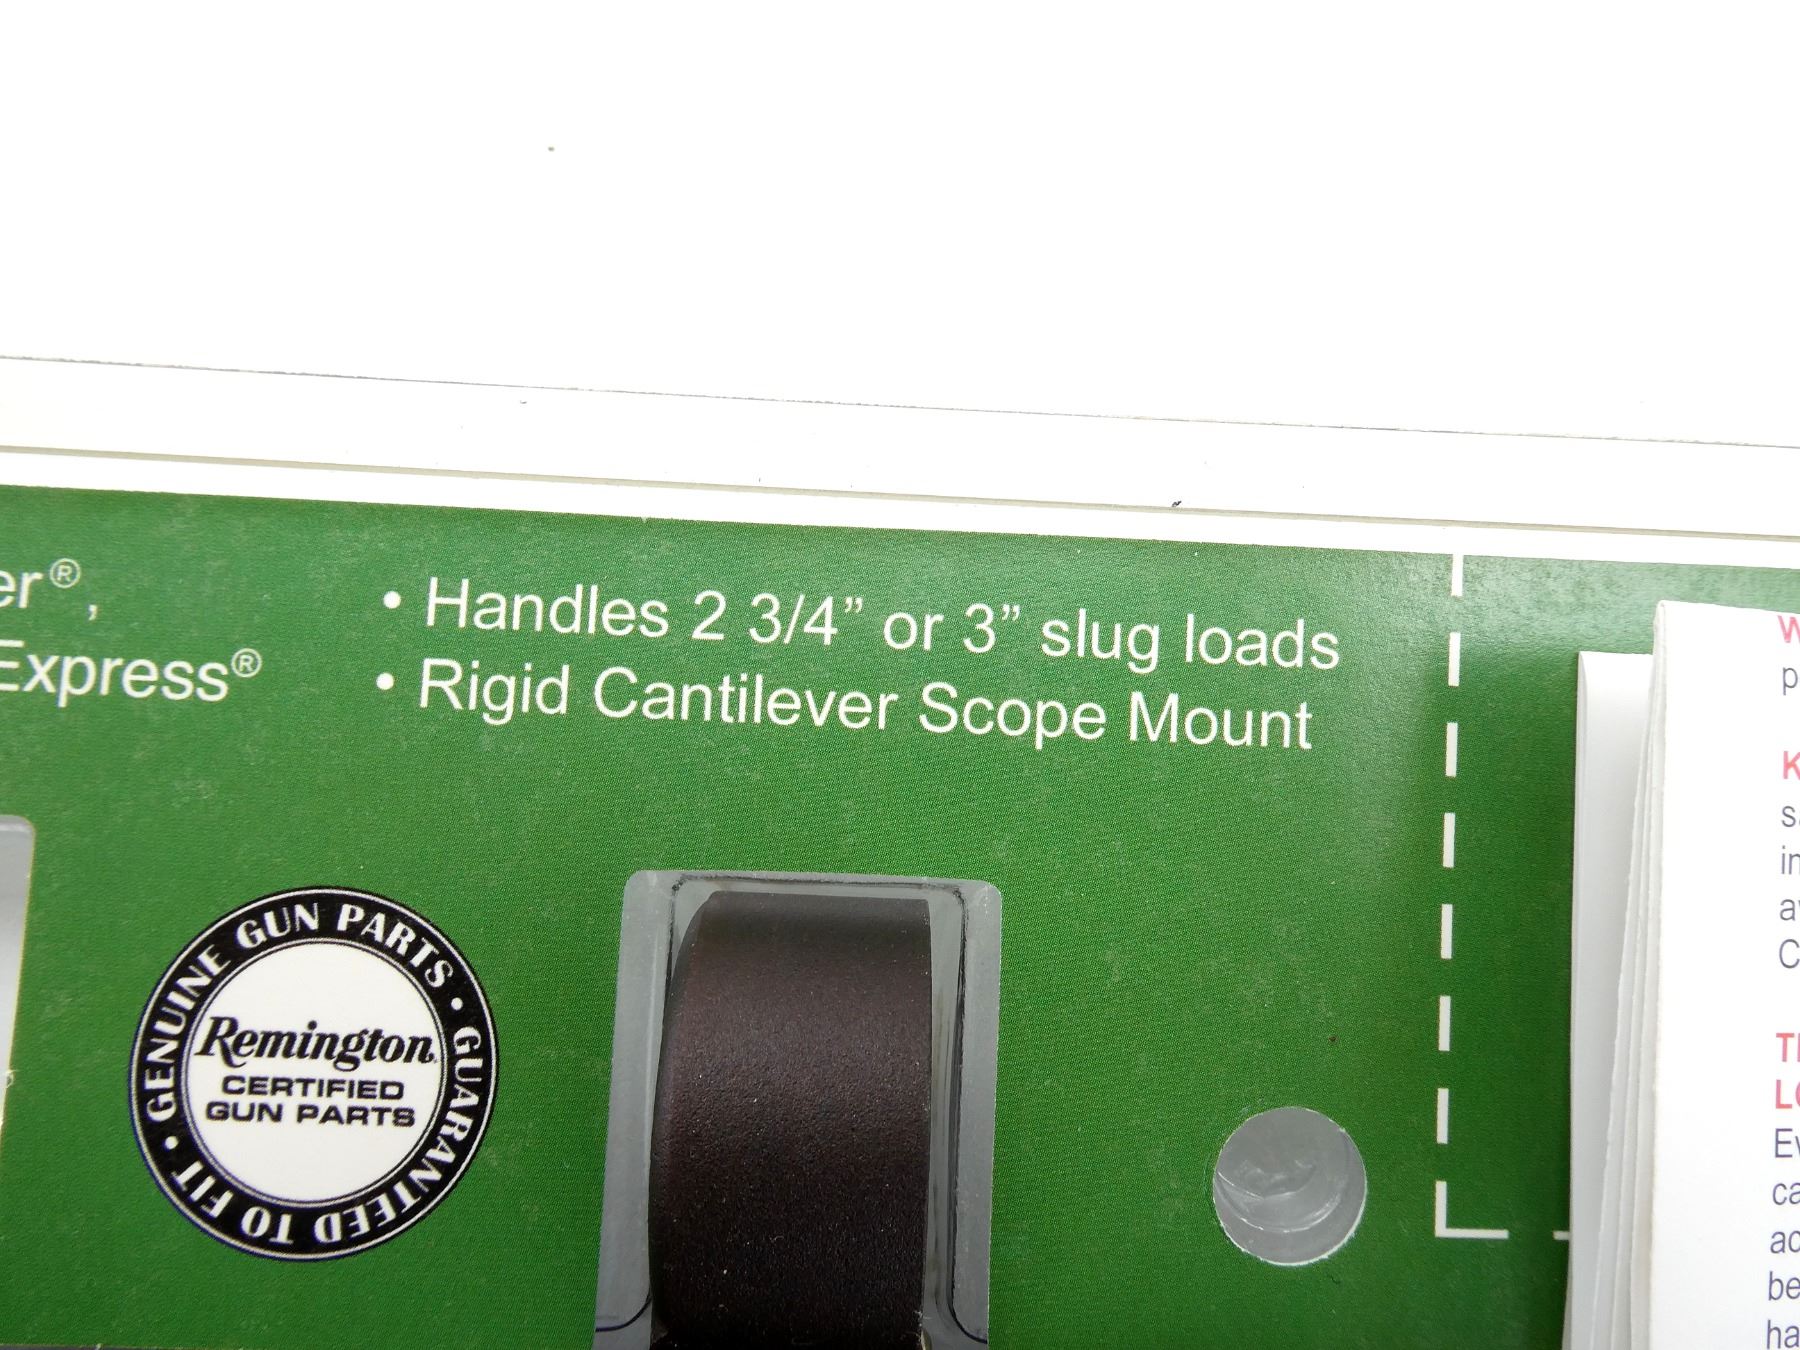 • Handles 2 3/4” or 3” slug loads
• Rigid Cantilever Scope Mount
er®,
Express®
GENUINE GUN PARTS • GUARANTEED TO FIT •
Remington
CERTIFIED
GUN PARTS